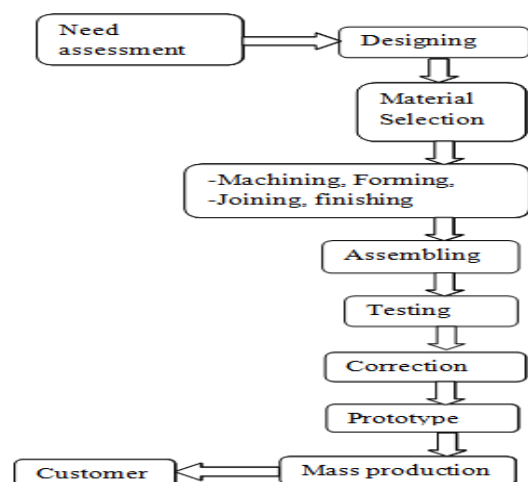 Need
assessment
Designing
Material
Selection
-Machining, Forming,
-Joining, finishing
Assembling
Testing
Correction
Prototype
Mass production
Customer